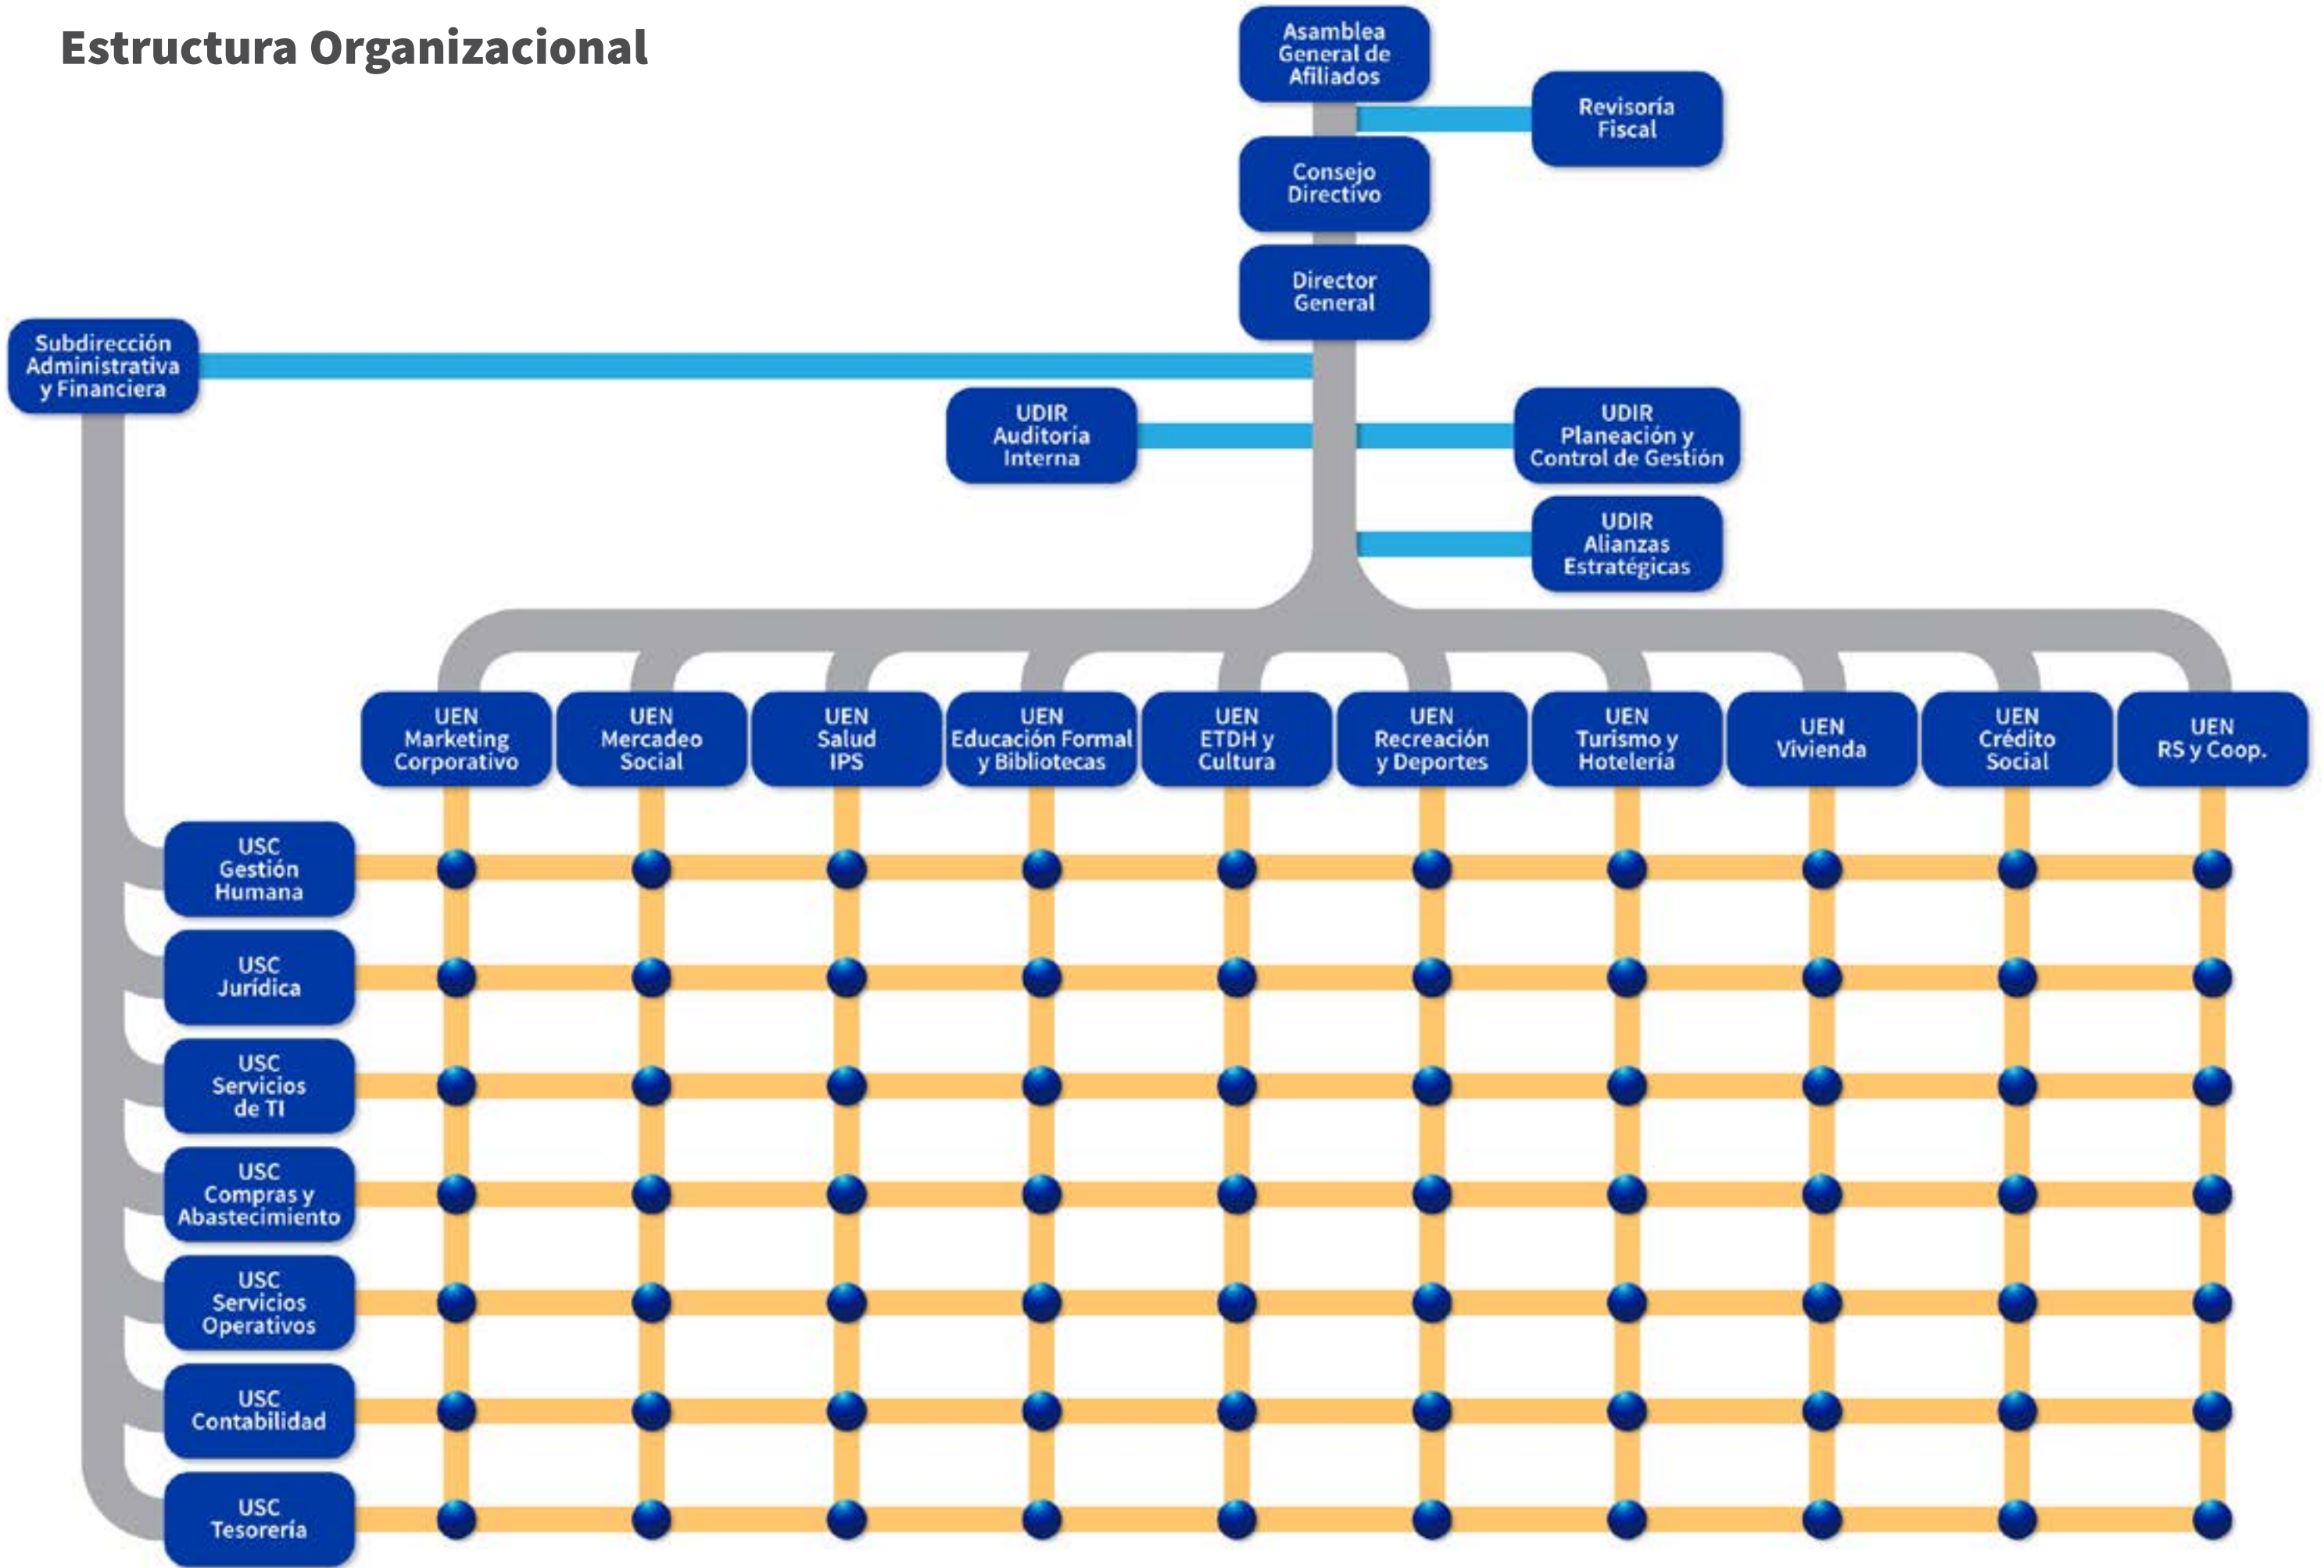 Estructura Organizacional
Asamblea
General de
Afiliados
Revisoría
Fiscal
Consejo
Directivo
Director
General
Subdirección
Administrativa
y Financiera
UDIR
Auditoría
Interna
UDIR
Planeación y
Control de Gestión
UDIR
Alianzas
Estratégicas
UEN
Marketing
Corporativo
UEN
Mercadeo
Social
UEN
Salud
IPS
UEN
Educación Formal
y Bibliotecas
UEN
ETDH y
Cultura
UEN
Recreación
y Deportes
UEN
Turismo y
Hotelería
UEN
Vivienda
UEN
Crédito
Social
UEN
RS y Coop.
USC
Gestión
Humana
USC
Jurídica
USC
Servicios
de TI
USC
Compras y
Abastecimiento
USC
Servicios
Operativos
USC
Contabilidad
USC
Tesorería